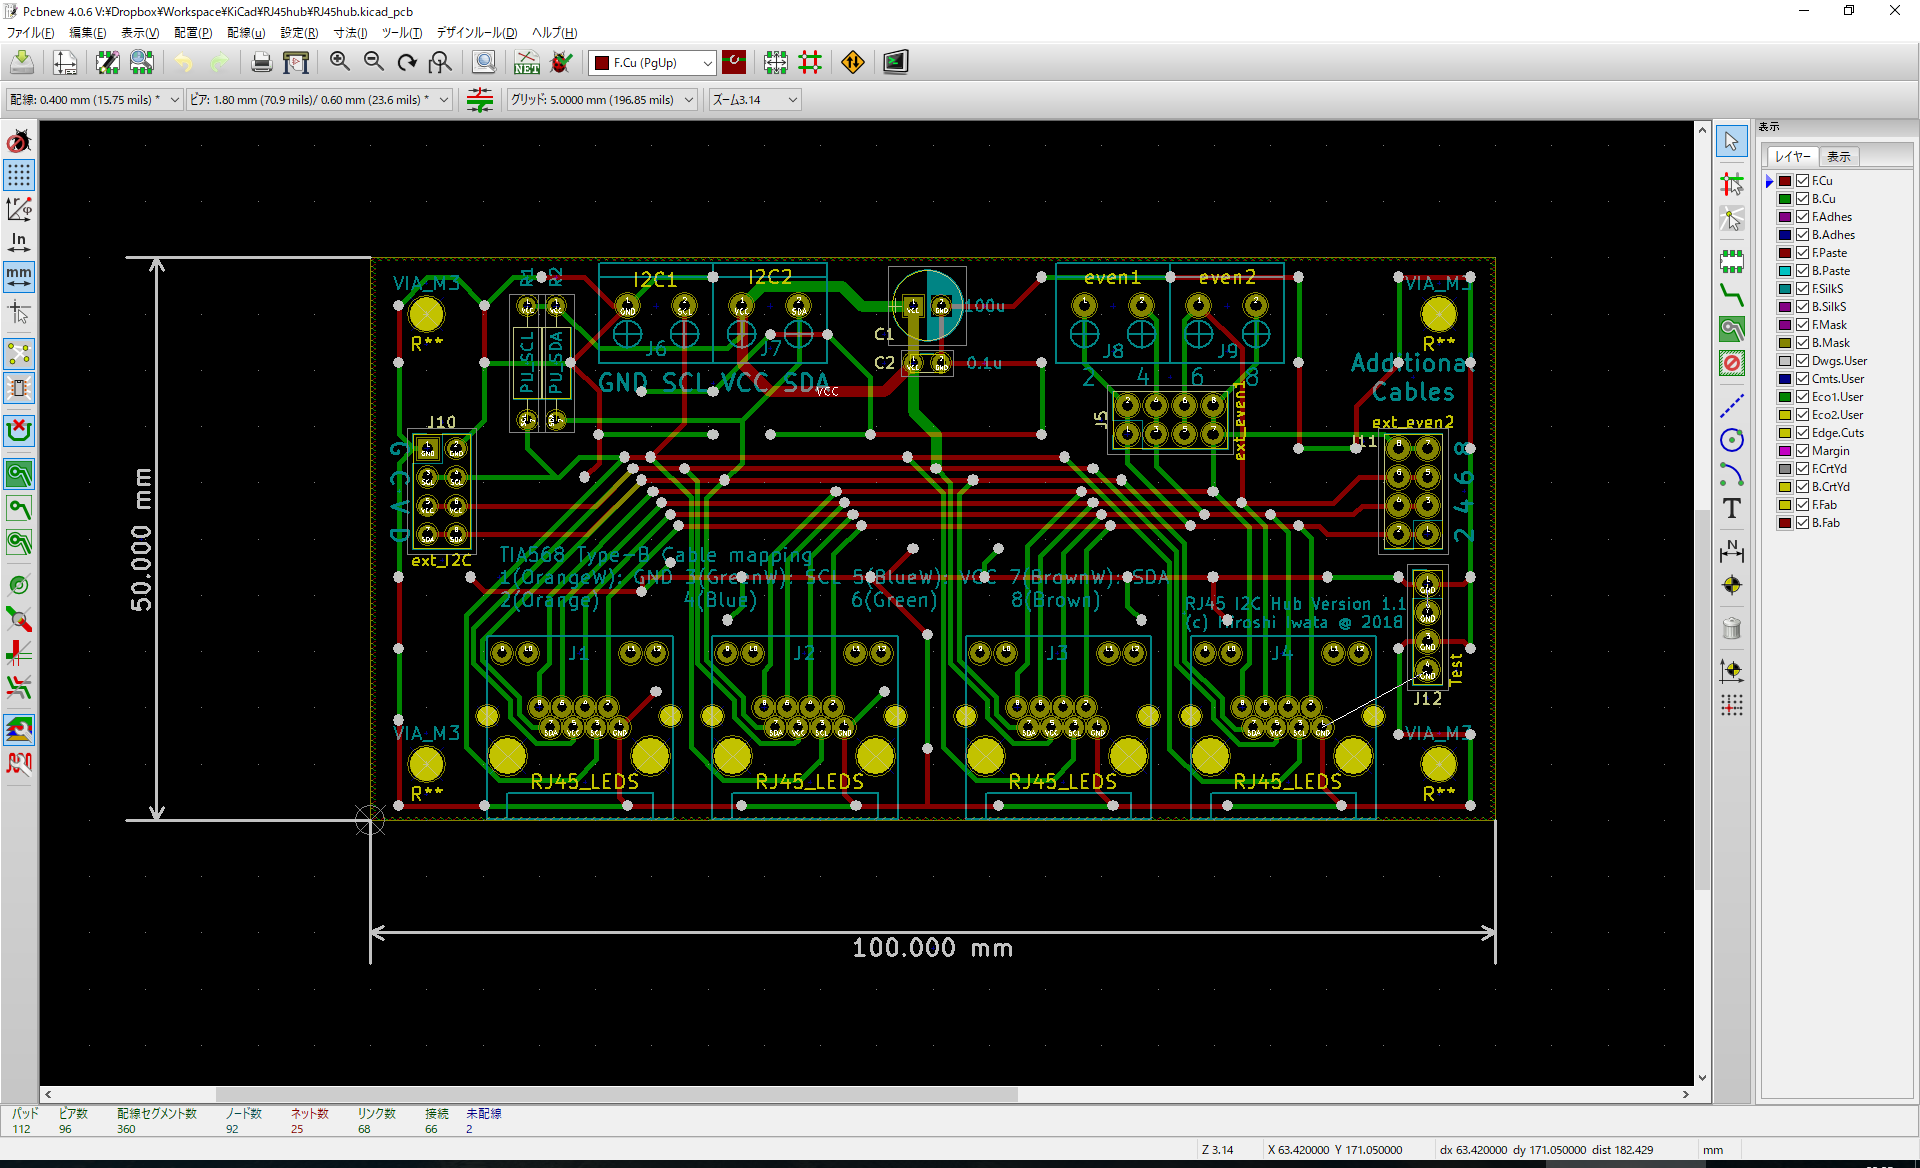 Pcbnew 4.0.6 V:¥Dropbox¥Workspace¥KiCad¥RJ45hub¥RJ45hub.kicad_pcb
ファイル(F) 編集(E) 表示(V) 配置(P) 配線(u) 設定(R) 寸法(I) ツール(T) デザインルール(D) ヘルプ(H)
NET
F.Cu (PgUp)
配線: 0.400 mm (15.75 mils) *
ビア: 1.80 mm (70.9 mils)/ 0.60 mm (23.6 mils) *
グリッド: 5.0000 mm (196.85 mils)
ズーム3.14
In
mm
表示
レイヤー 表示
F.Cu
B.Cu
F.Adhes
B.Adhes
F.Paste
B.Paste
F.SilkS
B.SilkS
F.Mask
B.Mask
Dwgs.User
Cmts.User
Eco1.User
Eco2.User
Edge.Cuts
Margin
F.CrtYd
B.CrtYd
F.Fab
B.Fab
VIA_M3
R**
R1
R2
PU_SCL
PU_SDA
I2C1
I2C2
J6
J7
GND SCL VCC SDA
VCC
C1
100u
C2
0.1u
even1
even2
J8
J9
2 4 6 8
J5
ext_even1
VIA_M3
R**
Additional
Cables
ext_even2
J11
8
6
4
2
J10
G
C
V
D
ext_I2C
50.000 mm
TIA568 Type-B Cable mapping
1(OrangeW): GND 3(GreenW): SCL 5(BlueW): VCC 7(BrownW): SDA
2(Orange) 4(Blue) 6(Green) 8(Brown)
RJ45 I2C Hub Version 1.1
(c) Hiroshi Iwata @ 2018
Test
J12
J1
J2
J3
J4
RJ45_LEDS
RJ45_LEDS
RJ45_LEDS
RJ45_LEDS
VIA_M3
R**
VIA_M3
R**
100.000 mm
パッド ビア数 配線セグメント数 ノード数 ネット数 リンク数 接続 未配線
112 96 360 92 25 68 66 2
Z 3.14 X 63.420000 Y 171.050000 dx 63.420000 dy 171.050000 dist 182.429 mm